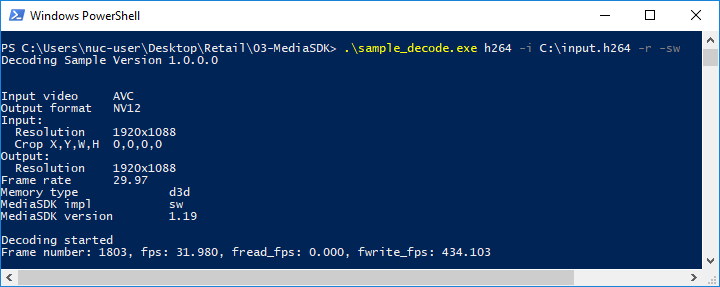 Windows PowerShell
PS C:\Users\nuc-user\Desktop\Retail\03-MediaSDK> .\sample_decode.exe h264 -i C:\input.h264 -r -sw
Decoding Sample Version 1.0.0.0
Input video     AVC
Output format   NV12
Input:
  Resolution    1920x1088
  Crop X,Y,W,H  0,0,0,0
Output:
  Resolution    1920x1088
Frame rate      29.97
Memory type             d3d
MediaSDK impl           sw
MediaSDK version        1.19
Decoding started
Frame number: 1803, fps: 31.980, fread_fps: 0.000, fwrite_fps: 434.103